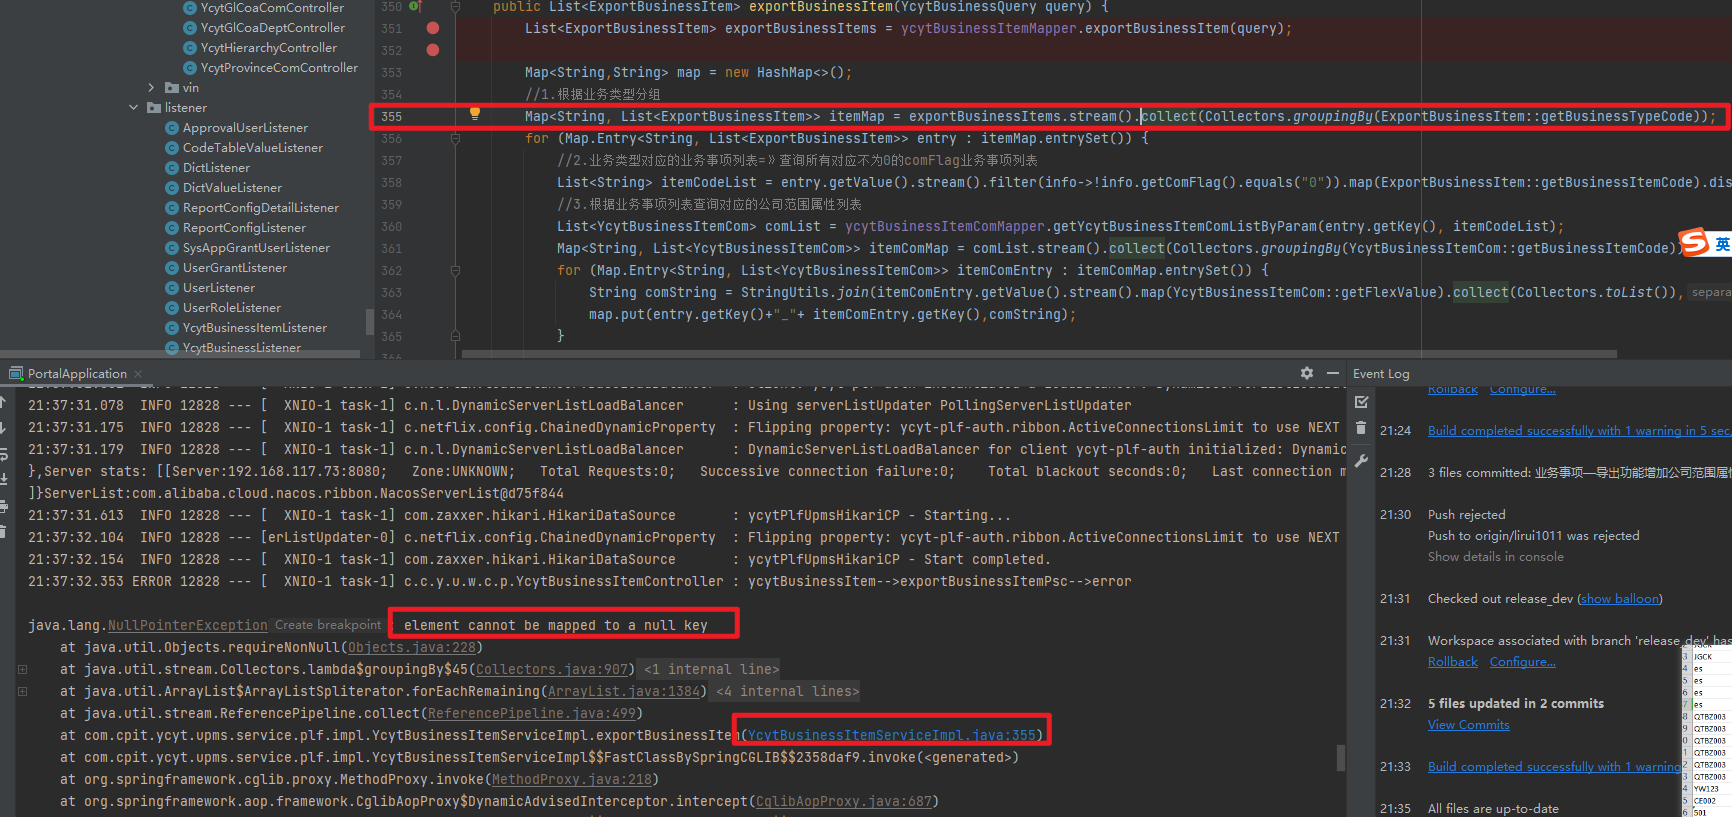 YcytGlCoaComController
YcytGlCoaDeptController
YcytHierarchyController
YcytProvinceComController
vin
listener
ApprovalUserListener
CodeTableValueListener
DictListener
DictValueListener
ReportConfigDetailListener
ReportConfigListener
SysAppGrantUserListener
UserGrantListener
UserListener
UserRoleListener
YcytBusinessItemListener
YcytBusinessListener
350 public List<ExportBusinessItem> exportBusinessItem(YcytBusinessQuery query) {
351 List<ExportBusinessItem> exportBusinessItems = ycytBusinessItemMapper.exportBusinessItem(query);
352
353 Map<String,String> map = new HashMap<>();
354 //1.根据业务类型分组
355 Map<String, List<ExportBusinessItem>> itemMap = exportBusinessItems.stream().collect(Collectors.groupingBy(ExportBusinessItem::getBusinessTypeCode));
356 for (Map.Entry<String, List<ExportBusinessItem>> entry : itemMap.entrySet()) {
357 //2.业务类型对应的业务事项列表=》查询所有对应不为0的comFlag业务事项列表
358 List<String> itemCodeList = entry.getValue().stream().filter(info->!info.getComFlag().equals("0")).map(ExportBusinessItem::getBusinessItemCode).dis
359 //3.根据业务事项列表查询对应的公司范围属性列表
360 List<YcytBusinessItemCom> comList = ycytBusinessItemComMapper.getYcytBusinessItemComListByParam(entry.getKey(), itemCodeList);
361 Map<String, List<YcytBusinessItemCom>> itemComMap = comList.stream().collect(Collectors.groupingBy(YcytBusinessItemCom::getBusinessItemCode))
362 for (Map.Entry<String, List<YcytBusinessItemCom>> itemComEntry : itemComMap.entrySet()) {
363 String comString = StringUtils.join(itemComEntry.getValue().stream().map(YcytBusinessItemCom::getFlexValue).collect(Collectors.toList()), separa
364 map.put(entry.getKey()+"_"+ itemComEntry.getKey(),comString);
365 }
366
英
PortalApplication
21:37:31.078 INFO 12828 --- [ XNIO-1 task-1] c.n.l.DynamicServerListLoadBalancer : Using serverListUpdater PollingServerListUpdater
21:37:31.175 INFO 12828 --- [ XNIO-1 task-1] c.netflix.config.ChainedDynamicProperty : Flipping property: ycyt-plf-auth.ribbon.ActiveConnectionsLimit to use NEXT
21:37:31.179 INFO 12828 --- [ XNIO-1 task-1] c.n.l.DynamicServerListLoadBalancer : DynamicServerListLoadBalancer for client ycyt-plf-auth initialized: Dynamic
},Server stats: [[Server:192.168.117.73:8080; Zone:UNKNOWN; Total Requests:0; Successive connection failure:0; Total blackout seconds:0; Last connection m
]}ServerList:com.alibaba.cloud.nacos.ribbon.NacosServerList@d75f844
21:37:31.613 INFO 12828 --- [ XNIO-1 task-1] com.zaxxer.hikari.HikariDataSource : ycytPlfUpmsHikariCP - Starting...
21:37:32.104 INFO 12828 --- [erListUpdater-0] c.netflix.config.ChainedDynamicProperty : Flipping property: ycyt-plf-auth.ribbon.ActiveConnectionsLimit to use NEXT
21:37:32.154 INFO 12828 --- [ XNIO-1 task-1] com.zaxxer.hikari.HikariDataSource : ycytPlfUpmsHikariCP - Start completed.
21:37:32.353 ERROR 12828 --- [ XNIO-1 task-1] c.c.y.u.w.c.p.YcytBusinessItemController : ycytBusinessItem-->exportBusinessItemPsc-->error
java.lang.NullPointerException Create breakpoint : element cannot be mapped to a null key
at java.util.Objects.requireNonNull(Objects.java:228)
at java.util.stream.Collectors.lambda$groupingBy$45(Collectors.java:907) <1 internal line>
at java.util.ArrayList$ArrayListSpliterator.forEachRemaining(ArrayList.java:1384) <4 internal lines>
at java.util.stream.ReferencePipeline.collect(ReferencePipeline.java:499)
at com.cpit.ycyt.upms.service.plf.impl.YcytBusinessItemServiceImpl.exportBusinessItem(YcytBusinessItemServiceImpl.java:355)
at com.cpit.ycyt.upms.service.plf.impl.YcytBusinessItemServiceImpl$$FastClassBySpringCGLIB$$2358daf9.invoke(<generated>)
at org.springframework.cglib.proxy.MethodProxy.invoke(MethodProxy.java:218)
at org.springframework.aop.framework.CglibAopProxy$DynamicAdvisedInterceptor.intercept(CglibAopProxy.java:687)
Event Log
Rollback Configure...
21:24 Build completed successfully with 1 warning in 5 sec,
21:28 3 files committed: 业务事项—导出功能增加公司范围属性
21:30 Push rejected
Push to origin/lirui1011 was rejected
Show details in console
21:31 Checked out release_dev (show balloon)
21:31 Workspace associated with branch 'release_dev' has
Rollback Configure...
21:32 5 files updated in 2 commits
View Commits
21:33 Build completed successfully with 1 warning
21:35 All files are up-to-date
JGCK
JGCK
es
es
es
QTBZ003
QTBZ003
QTBZ003
QTBZ003
QTBZ003
QTBZ003
YW123
CE002
501